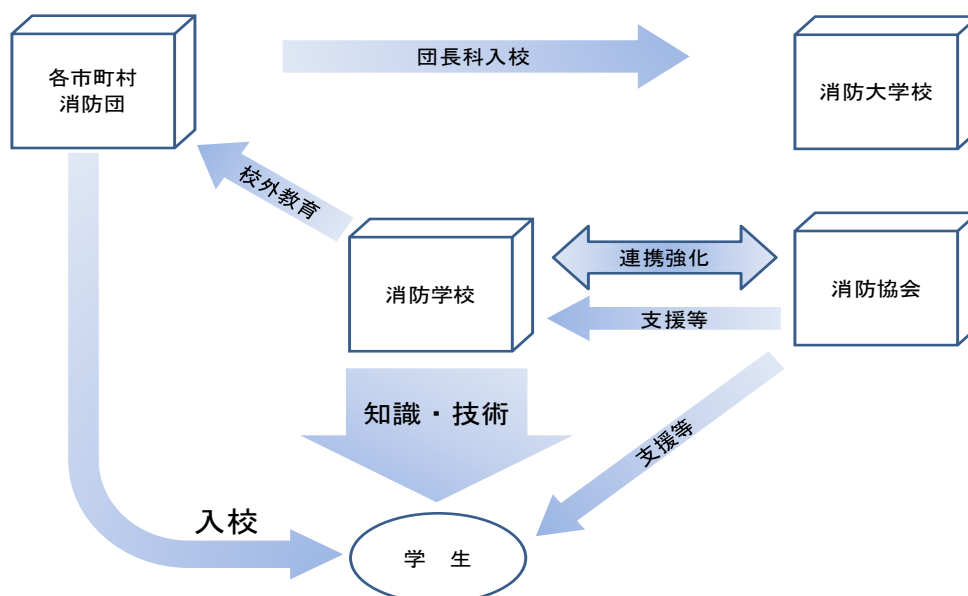 各市町村
消防団
団長科入校
消防大学校
校外教育
消防学校
連携強化
消防協会
支援等
知識・技術
支援等
入校
学　生